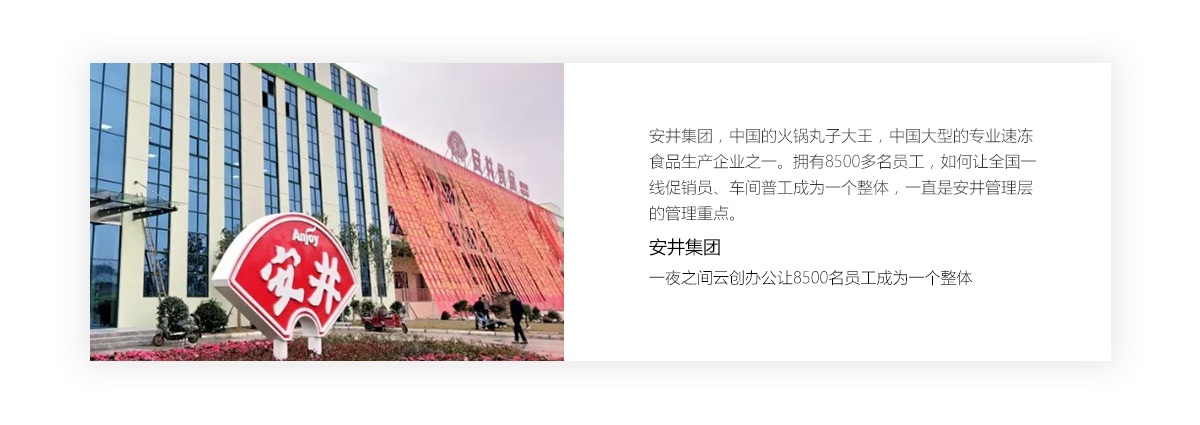 Anjoy
安井
安井集团，中国的火锅丸子大王，中国大型的专业速冻
食品生产企业之一。拥有8500多名员工，如何让全国一
线促销员、车间普工成为一个整体，一直是安井管理层
的管理重点。
安井集团
一夜之间云创办公让8500名员工成为一个整体